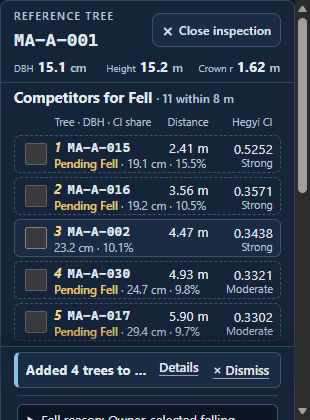 REFERENCE TREE
MA-A-001
× Close inspection
DBH 15.1 cm Height 15.2 m Crown r 1.62 m
Competitors for Fell · 11 within 8 m
Tree · DBH · CI share Distance Hegyi CI
1 MA-A-015 2.41 m 0.5252
Pending Fell · 19.1 cm · 15.5% Strong
2 MA-A-016 3.56 m 0.3571
Pending Fell · 19.2 cm · 10.5% Strong
3 MA-A-002 4.47 m 0.3438
23.2 cm · 10.1% Strong
4 MA-A-030 4.93 m 0.3321
Pending Fell · 24.7 cm · 9.8% Moderate
5 MA-A-017 5.90 m 0.3302
Pending Fell · 29.4 cm · 9.7% Moderate
Added 4 trees to ... Details × Dismiss
Fell reason: Owner-selected felling